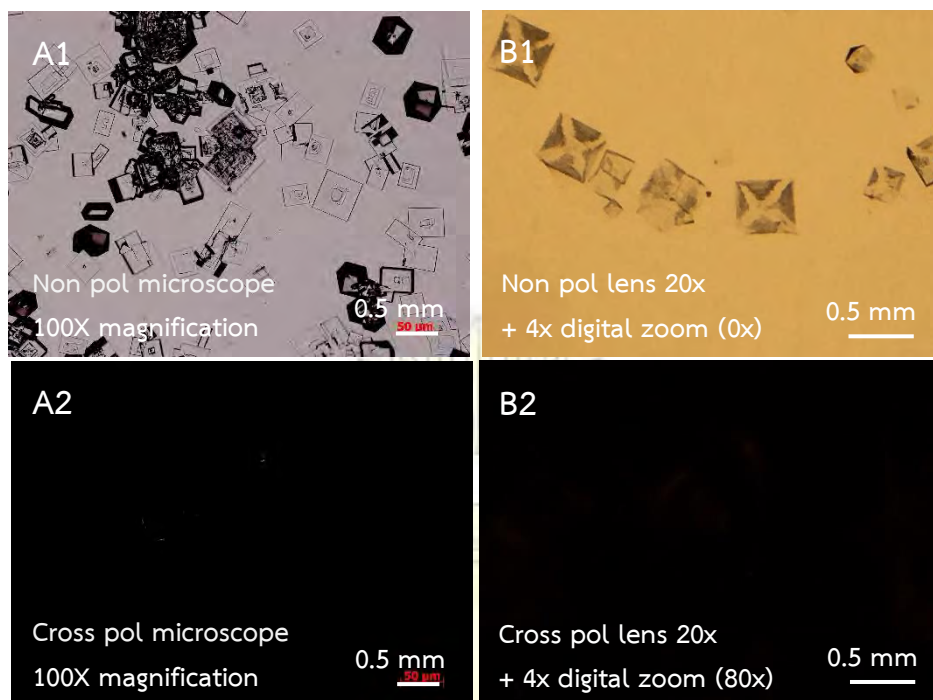 A1
Non pol microscope
100X magnification
0.5 mm
50 µm
B1
Non pol lens 20x
+ 4x digital zoom (0x)
0.5 mm
A2
Cross pol microscope
100X magnification
0.5 mm
50 µm
B2
Cross pol lens 20x
+ 4x digital zoom (80x)
0.5 mm